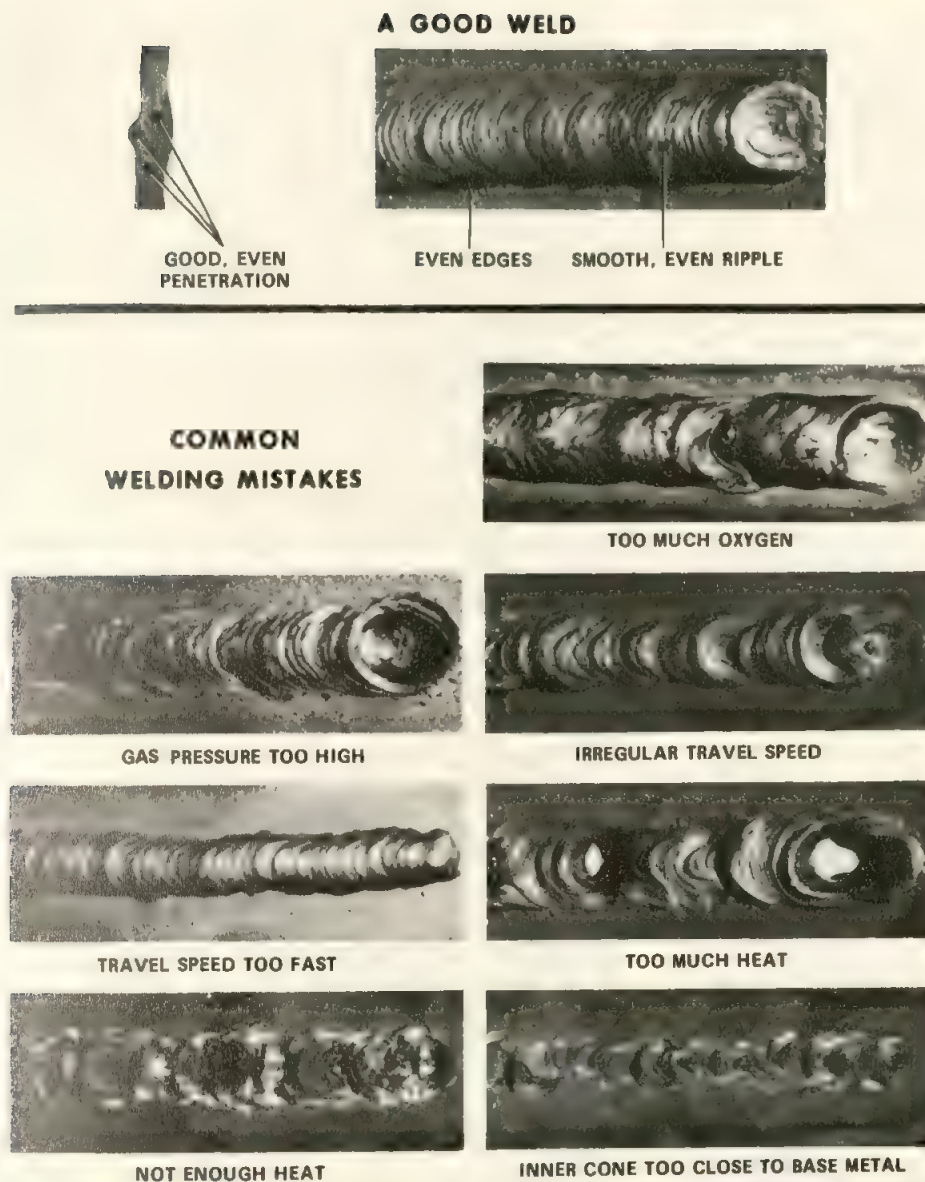 A GOOD WELD
GOOD, EVEN
PENETRATION
EVEN EDGES
SMOOTH, EVEN RIPPLE
COMMON
WELDING MISTAKES
TOO MUCH OXYGEN
GAS PRESSURE TOO HIGH
IRREGULAR TRAVEL SPEED
TRAVEL SPEED TOO FAST
TOO MUCH HEAT
NOT ENOUGH HEAT
INNER CONE TOO CLOSE TO BASE METAL